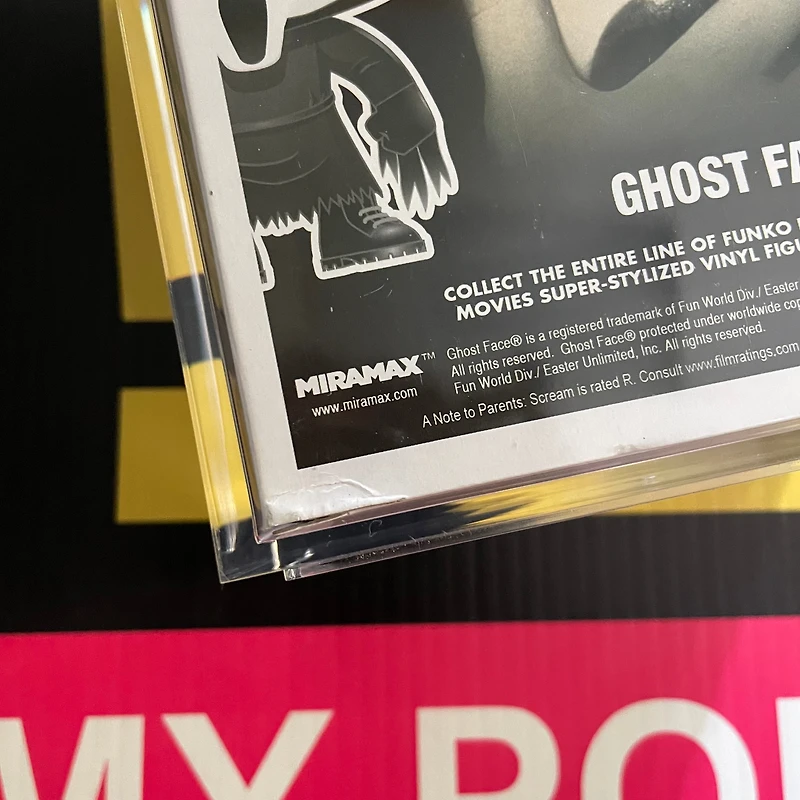 GHOST FA
COLLECT THE ENTIRE LINE OF FUNKO
MOVIES SUPER-STYLIZED VINYL FIGU
Ghost Face® is a registered trademark of Fun World Div./ Easter
All rights reserved. Ghost Face® protected under worldwide cop
Fun World Div./ Easter Unlimited, Inc. All rights reserved.
MIRAMAX™
www.miramax.com
A Note to Parents: Scream is rated R. Consult www.filmratings.com
MY POP